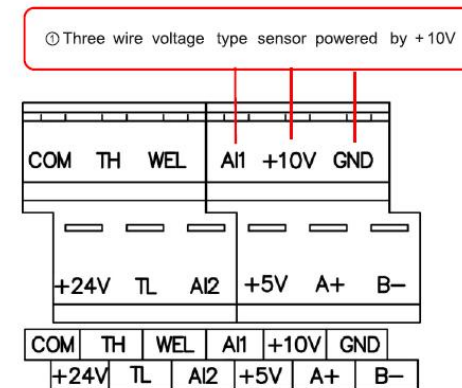 ① Three wire voltage type sensor powered by +10V
COM TH WEL AI1 +10V GND
+24V TL AI2 +5V A+ B−
COM TH WEL AI1 +10V GND
+24V TL AI2 +5V A+ B−